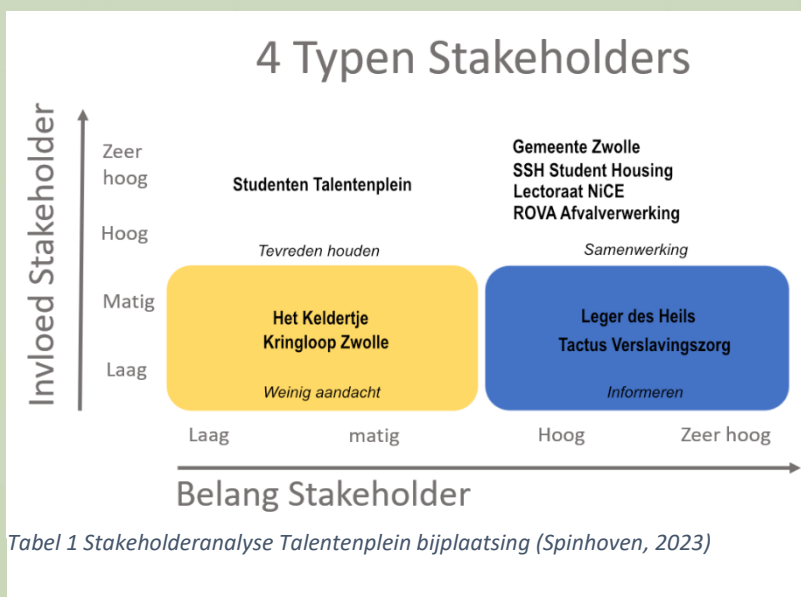 4 Typen Stakeholders
Invloed Stakeholder
Zeer
hoog
Hoog
Matig
Laag
Studenten Talentenplein
Tevreden houden
Gemeente Zwolle
SSH Student Housing
Lectoraat NiCE
ROVA Afvalverwerking
Samenwerking
Het Keldertje
Kringloop Zwolle
Weinig aandacht
Leger des Heils
Tactus Verslavingszorg
Informeren
Laag
matig
Hoog
Zeer hoog
Belang Stakeholder
Tabel 1 Stakeholderanalyse Talentenplein bijplaatsing (Spinhoven, 2023)